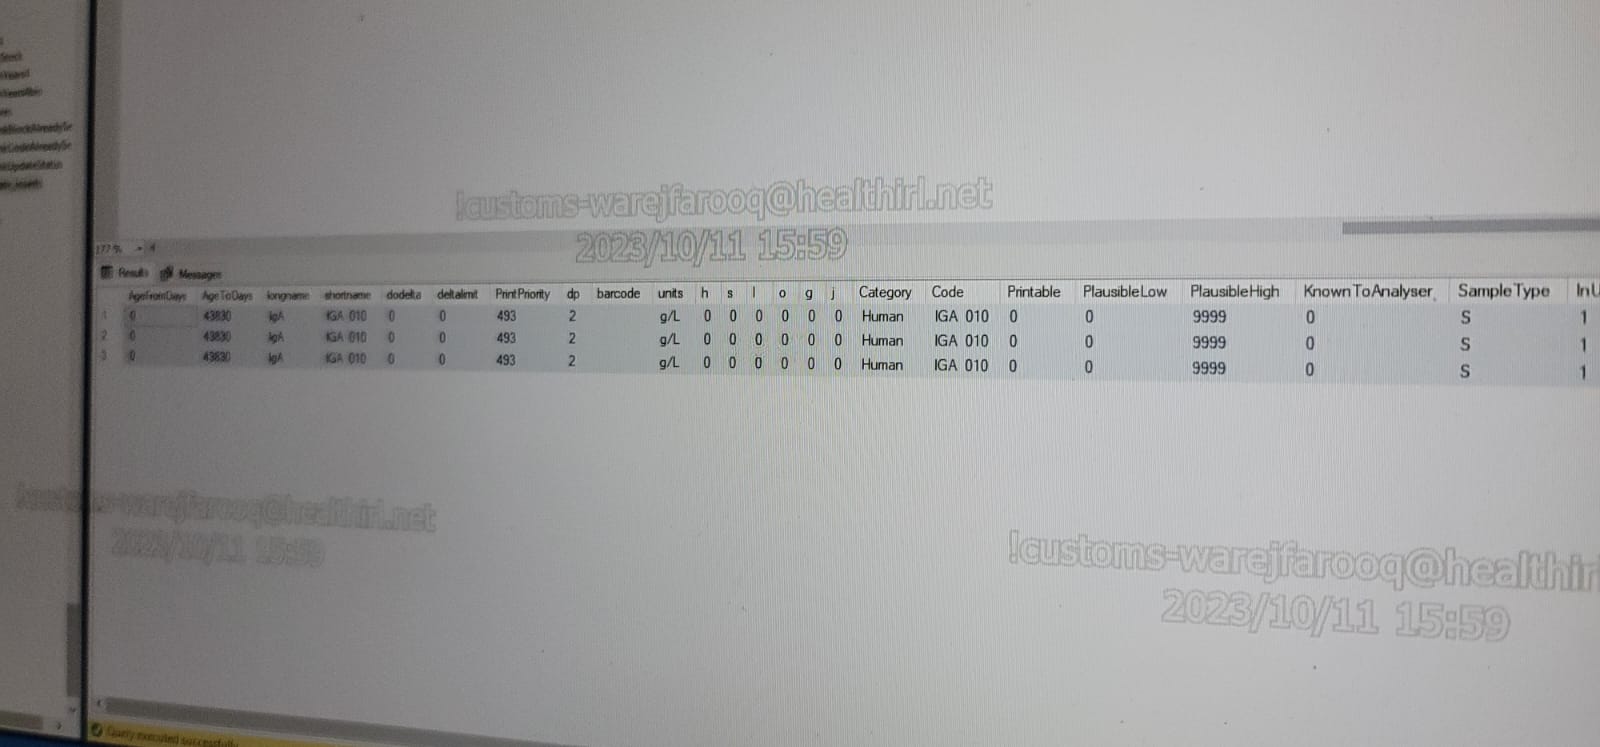 !customs-warejfarooq@healthirl.net
2023/10/11 15:59
177 %
Results Messages
AgeFromDays AgeToDays longname shortname dodelta deltalimit PrintPriority dp barcode units h s l o g j Category Code Printable PlausibleLow PlausibleHigh KnownToAnalyser SampleType InU
1 0 43830 IgA IGA 010 0 0 493 2 g/L 0 0 0 0 0 0 Human IGA 010 0 0 9999 0 S 1
2 0 43830 IgA IGA 010 0 0 493 2 g/L 0 0 0 0 0 0 Human IGA 010 0 0 9999 0 S 1
3 0 43830 IgA IGA 010 0 0 493 2 g/L 0 0 0 0 0 0 Human IGA 010 0 0 9999 0 S 1
!customs-warejfarooq@healthirl.net
2023/10/11 15:59
!customs-warejfarooq@healthir
2023/10/11 15:59
Query executed successfully